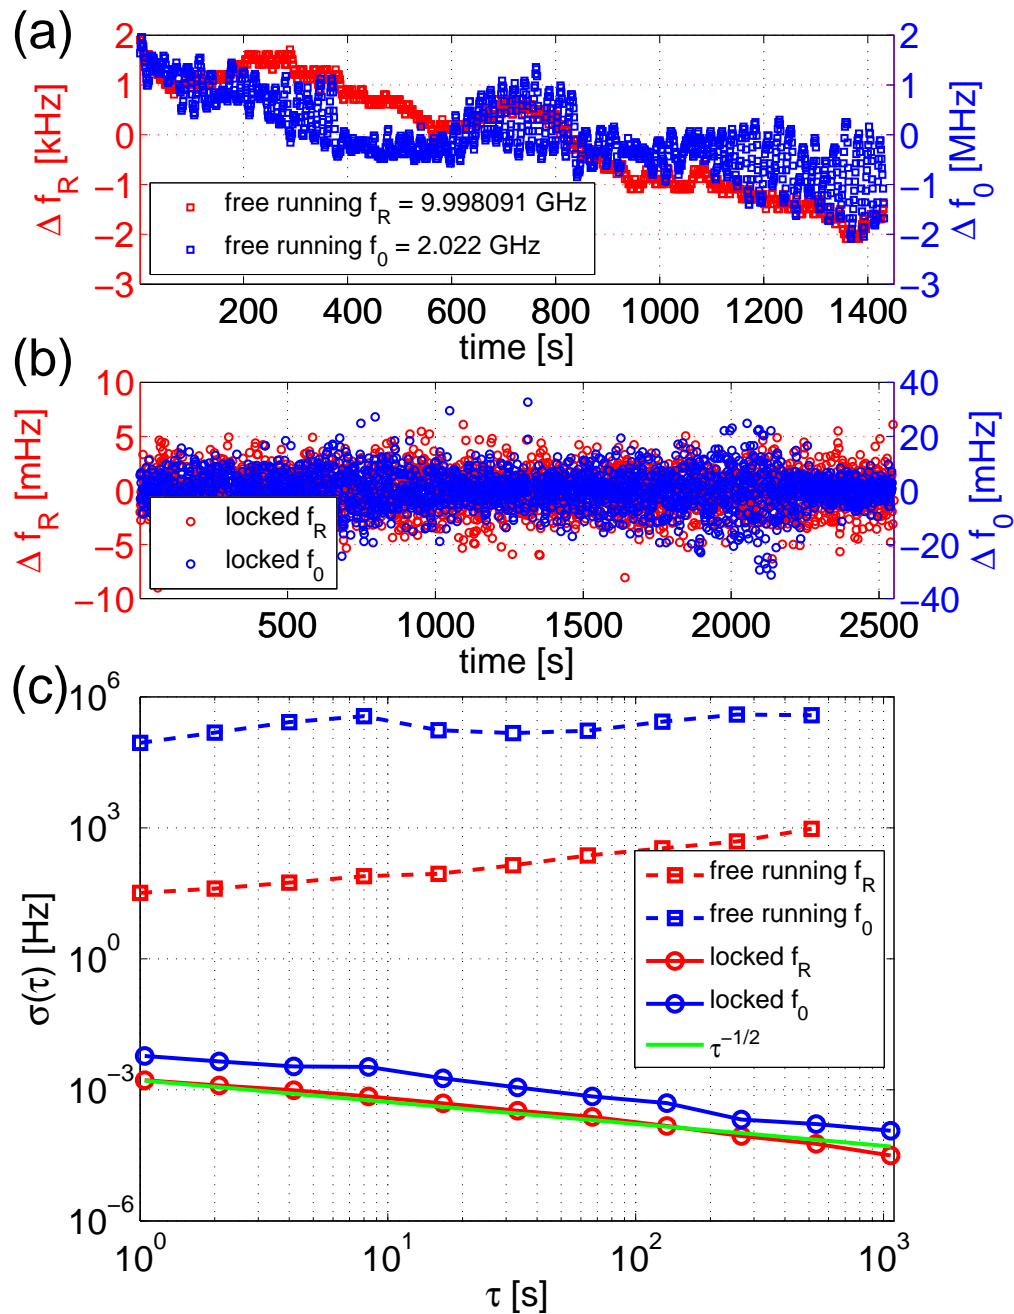 (a)
2 1 0 −1 −2 −3
Δ f_R [kHz]
2 1 0 −1 −2 −3
Δ f_0 [MHz]
free running f_R = 9.998091 GHz
free running f_0 = 2.022 GHz
200 400 600 800 1000 1200 1400
time [s]
(b)
10 5 0 −5 −10
Δ f_R [mHz]
40 20 0 −20 −40
Δ f_0 [mHz]
locked f_R
locked f_0
500 1000 1500 2000 2500
time [s]
(c)
10^6 10^3 10^0 10^−3 10^−6
σ(τ) [Hz]
free running f_R
free running f_0
locked f_R
locked f_0
τ^−1/2
10^0 10^1 10^2 10^3
τ [s]